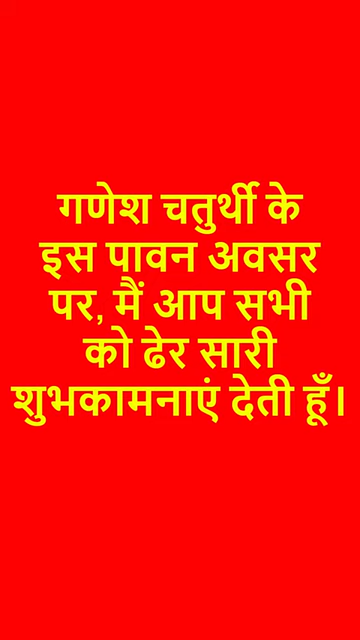 गणेश चतुर्थी के
इस पावन अवसर
पर, मैं आप सभी
को ढेर सारी
शुभकामनाएं देती हूँ।